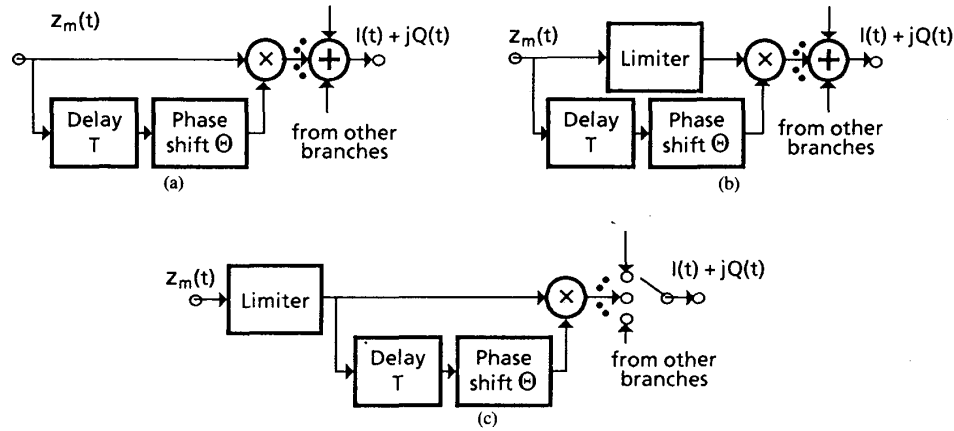 z_m(t)
I(t) + jQ(t)
×
+
Delay
T
Phase
shift Θ
from other
branches
(a)
z_m(t)
I(t) + jQ(t)
Limiter
×
+
Delay
T
Phase
shift Θ
from other
branches
(b)
z_m(t)
I(t) + jQ(t)
Limiter
×
Delay
T
Phase
shift Θ
from other
branches
(c)